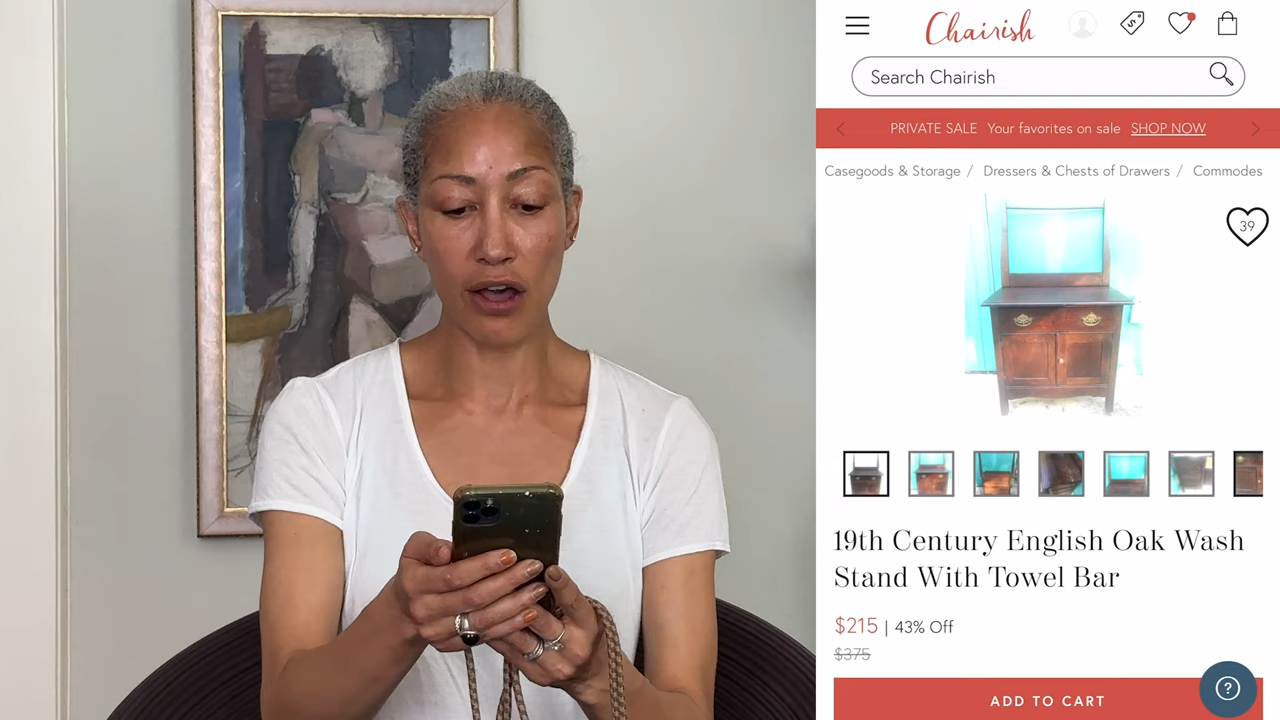 Chairish
Search Chairish
PRIVATE SALE Your favorites on sale SHOP NOW
Casegoods & Storage / Dressers & Chests of Drawers / Commodes
39
19th Century English Oak Wash
Stand With Towel Bar
$215 | 43% Off
$375
ADD TO CART
?